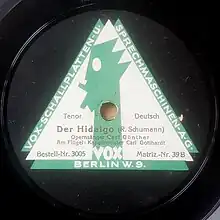 VOX-SCHALLPLATTEN-U.
SPRECHMASCHINEN-A-G.
Tenor Deutsch
Der Hidalgo (R. Schumann)
Opernsänger Carl Günther
Am Flügel: Kapellmeister Carl Gotthardt
Bestell-Nr. 3005 Matriz.-Nr. 39 B
VOX
BERLIN W. 9.